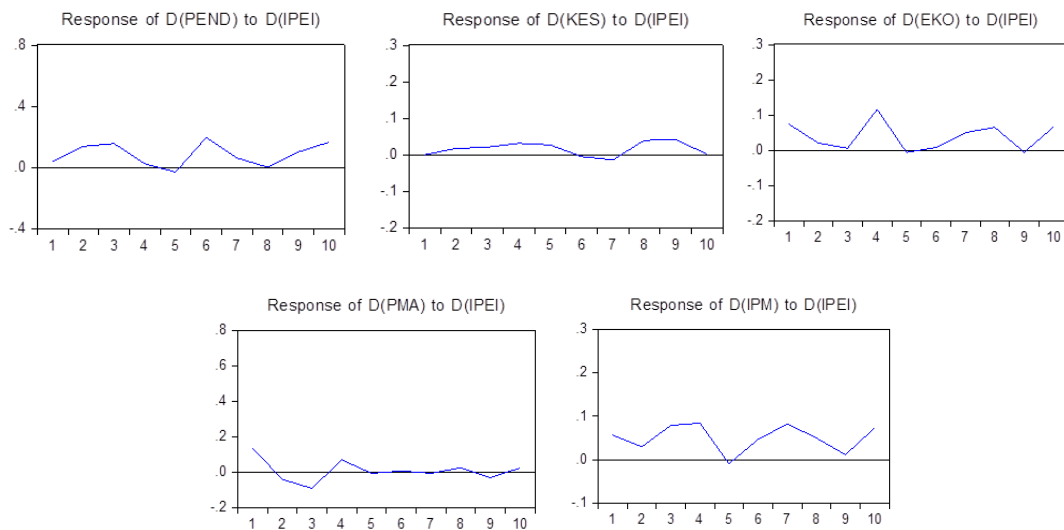 Response of D(PEND) to D(IPEI)
.8
.4
.0
-.4
1 2 3 4 5 6 7 8 9 10
Response of D(KES) to D(IPEI)
.3
.2
.1
.0
-.1
-.2
1 2 3 4 5 6 7 8 9 10
Response of D(EKO) to D(IPEI)
.3
.2
.1
.0
-.1
-.2
1 2 3 4 5 6 7 8 9 10
Response of D(PMA) to D(IPEI)
.8
.6
.4
.2
.0
-.2
1 2 3 4 5 6 7 8 9 10
Response of D(IPM) to D(IPEI)
.3
.2
.1
.0
-.1
1 2 3 4 5 6 7 8 9 10